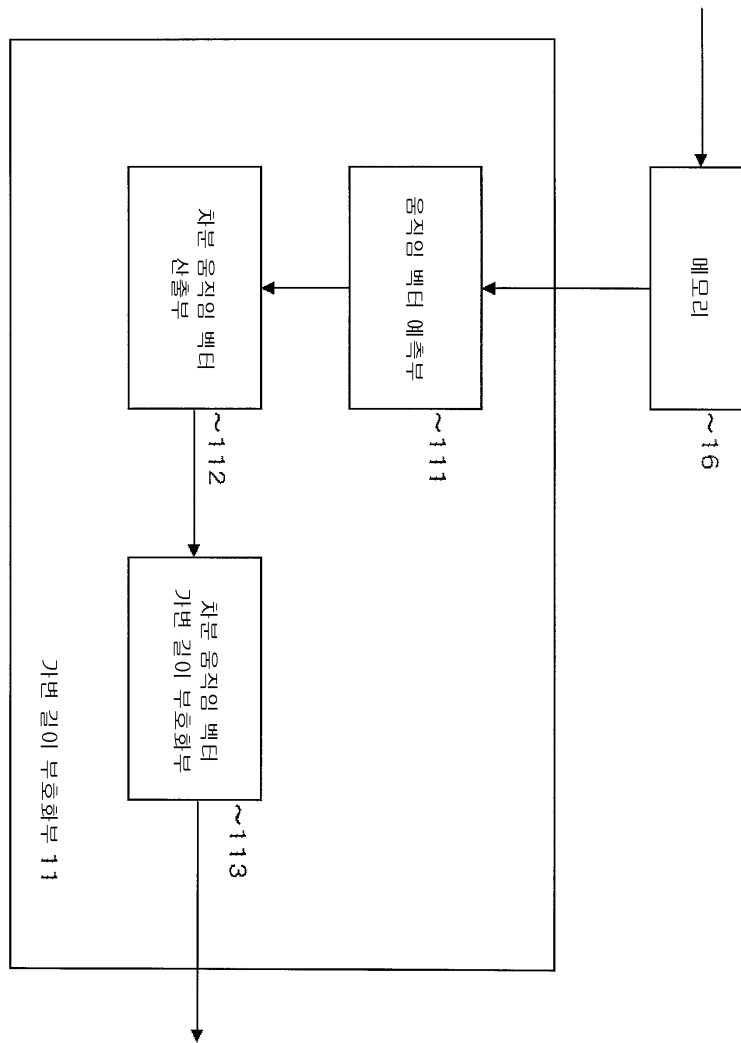 메모리
~16
움직임 벡터 예측부
~111
차분 움직임 벡터
산출부
~112
차분 움직임 벡터
가변 길이 부호화부
~113
가변 길이 부호화부 11